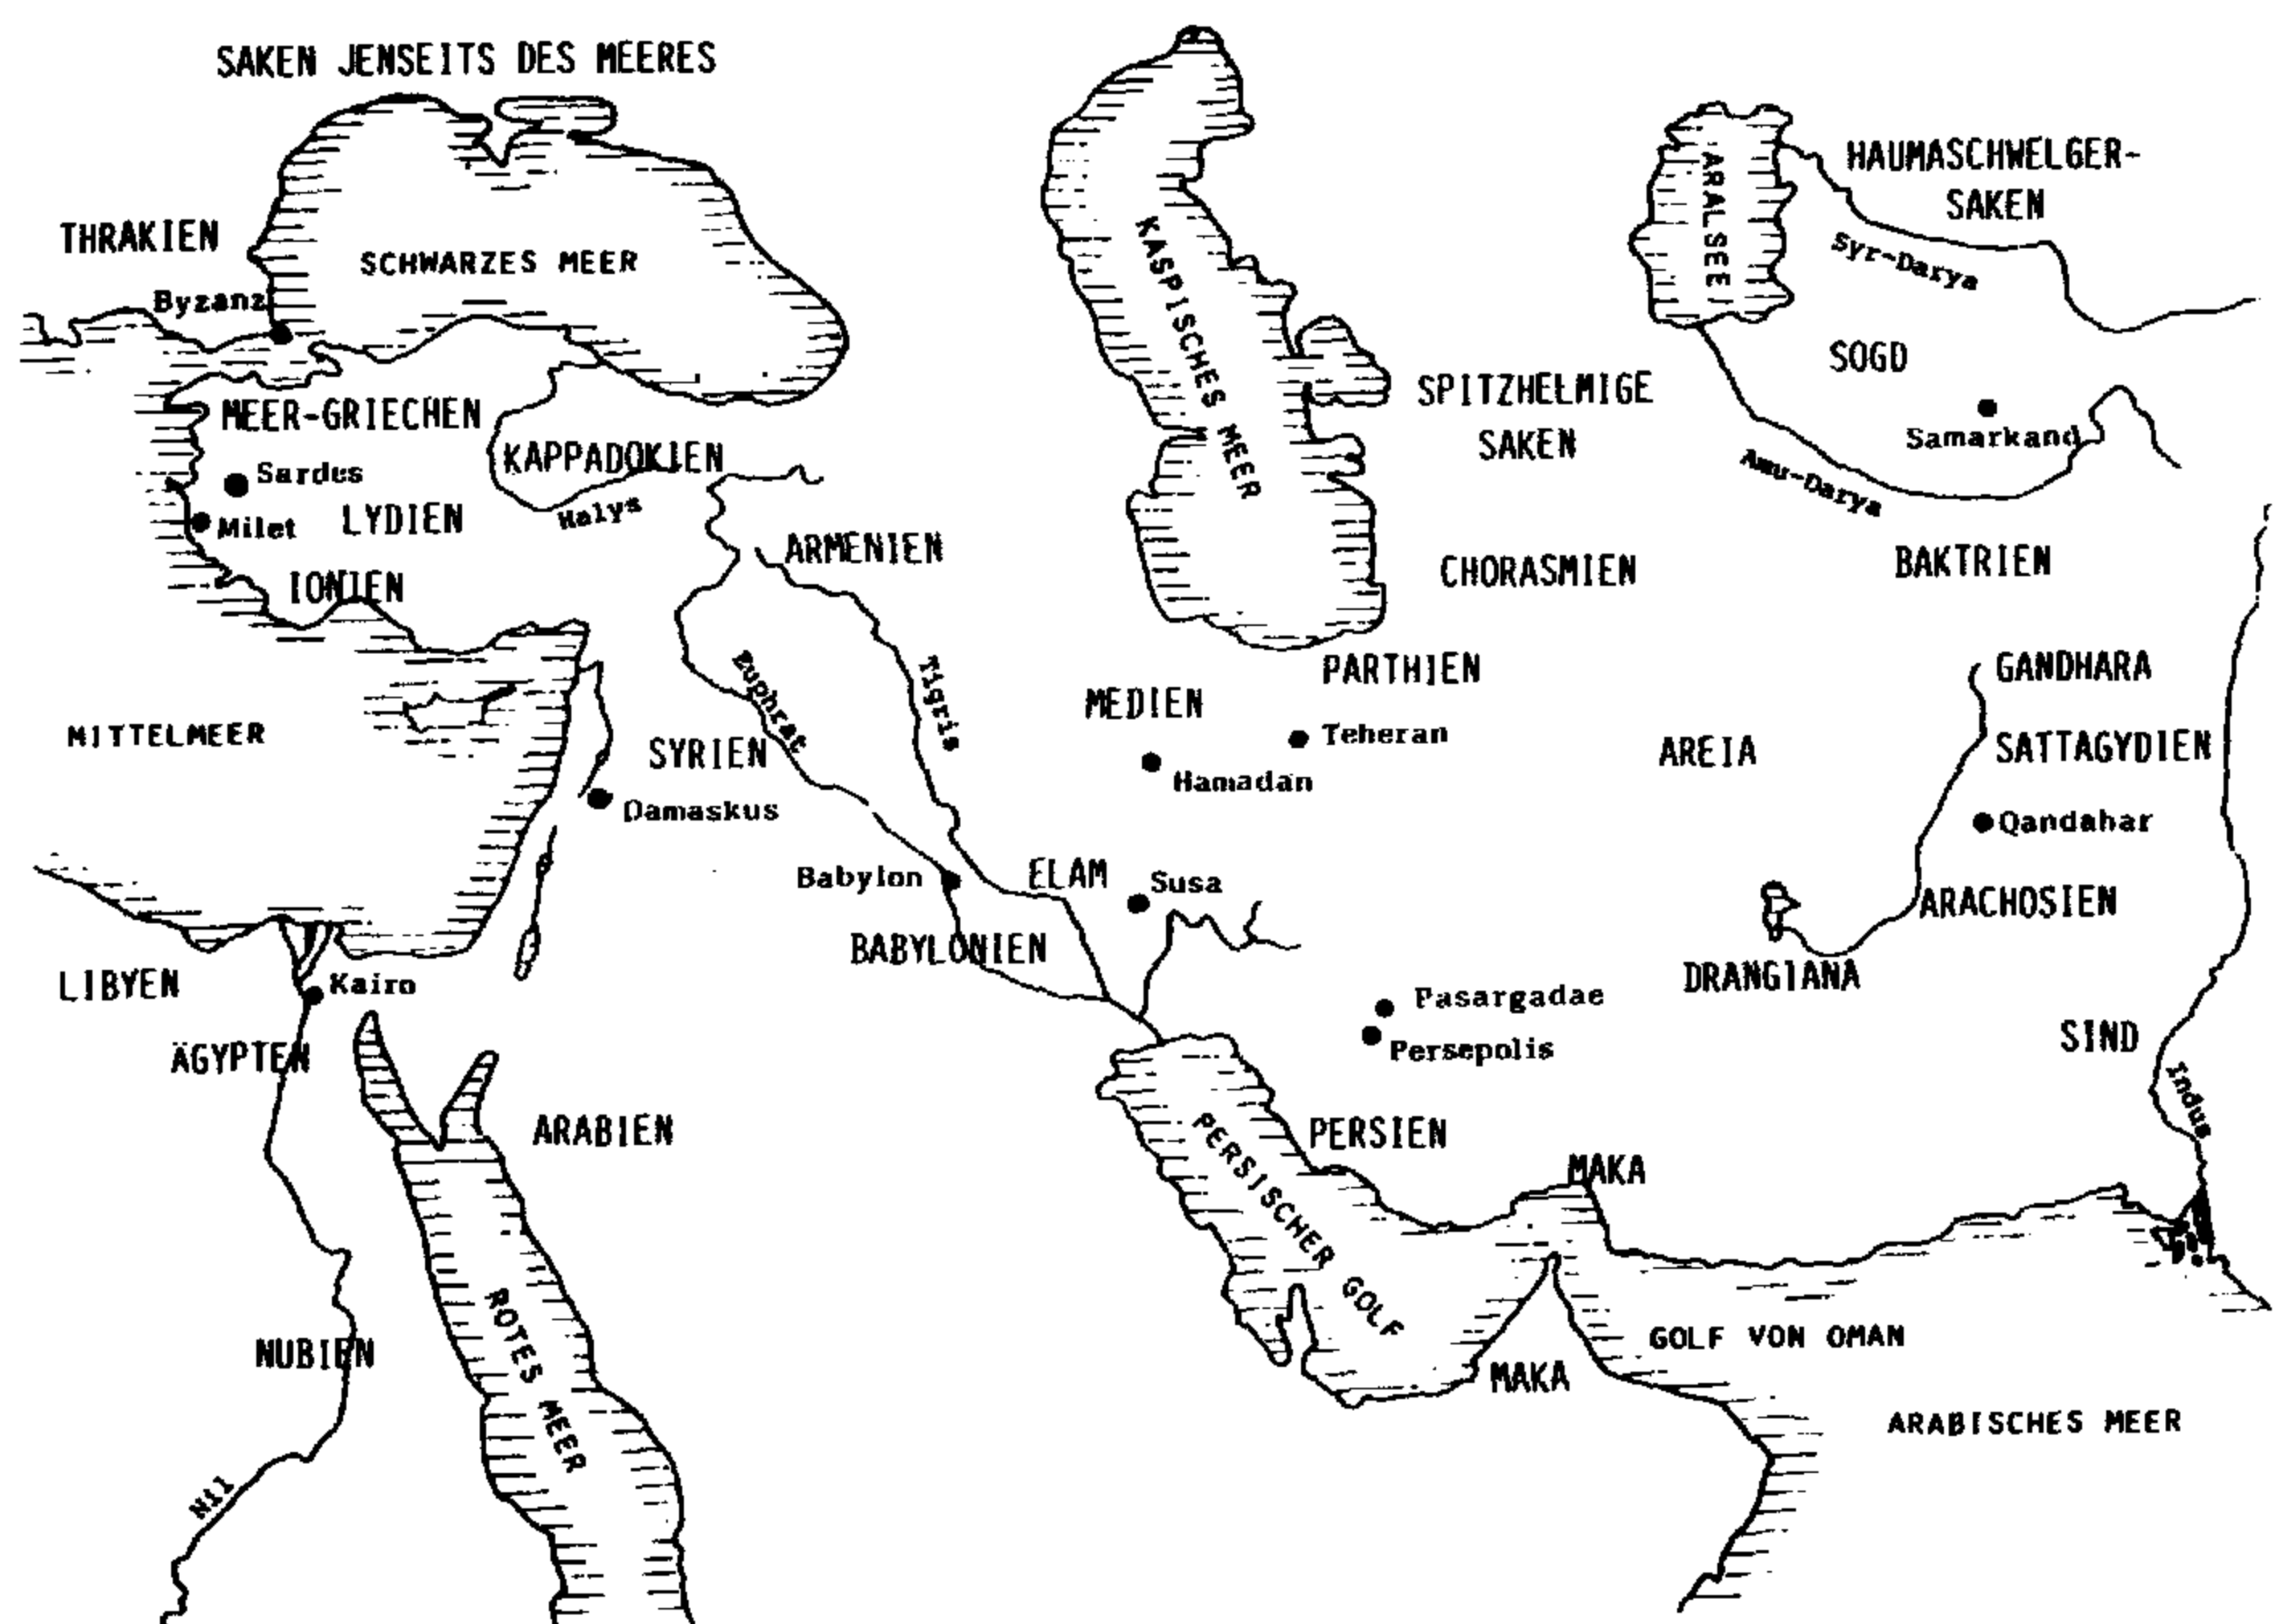 SAKEN JENSEITS DES MEERES
HAUMASCHWELGER-
SAKEN
ARALSEE
THRAKIEN
SCHWARZES MEER
KASPISCHES MEER
Syr-Darya
Byzanz
SOGD
SPITZHELMIGE
SAKEN
MEER-GRIECHEN
KAPPADOKIEN
Samarkand
Sardes
Amu-Darya
Milet
LYDIEN
Halys
ARMENIEN
BAKTRIEN
CHORASMIEN
IONIEN
PARTHIEN
GANDHARA
Euphrat
Tigris
MEDIEN
MITTELMEER
SYRIEN
Teheran
AREIA
SATTAGYDIEN
Hamadan
Damaskus
Qandahar
Babylon
ELAM
Susa
ARACHOSIEN
BABYLONIEN
LIBYEN
Kairo
DRANGIANA
Pasargadae
SIND
ÄGYPTEN
Persepolis
Indus
ARABIEN
PERSISCHER GOLF
PERSIEN
MAKA
ROTES MEER
NUBIEN
GOLF VON OMAN
MAKA
ARABISCHES MEER
Nil